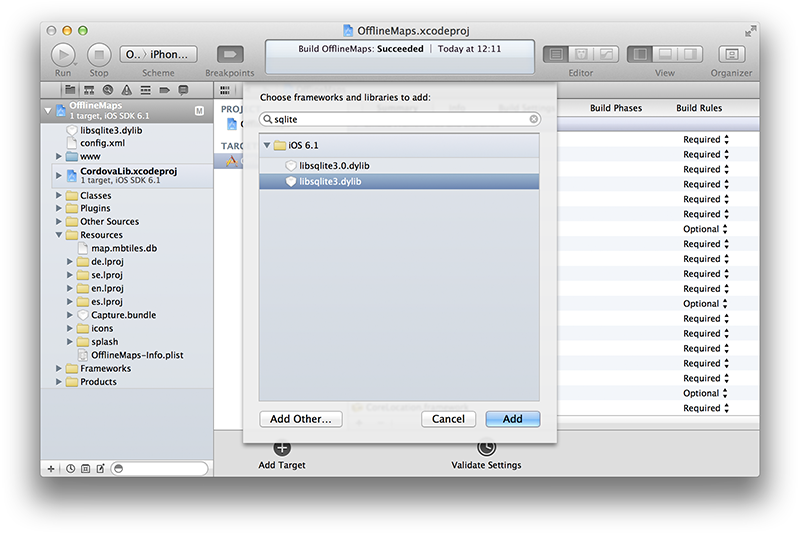 OfflineMaps.xcodeproj
Build OfflineMaps: Succeeded | Today at 12:11
O..› iPhon...
Run
Stop
Scheme
Breakpoints
Editor
View
Organizer
OfflineMaps
1 target, iOS SDK 6.1
M
libsqlite3.dylib
config.xml
www
CordovaLib.xcodeproj
1 target, iOS SDK 6.1
Classes
Plugins
Other Sources
Resources
map.mbtiles.db
de.lproj
se.lproj
en.lproj
es.lproj
Capture.bundle
icons
splash
OfflineMaps-Info.plist
Frameworks
Products
PROJ
TARG
Choose frameworks and libraries to add:
sqlite
iOS 6.1
libsqlite3.0.dylib
libsqlite3.dylib
Add Other...
Cancel
Add
Build Phases
Build Rules
Required
Required
Required
Required
Required
Required
Optional
Required
Required
Required
Required
Optional
Required
Required
Required
Required
Required
Optional
Required
Add Target
Validate Settings